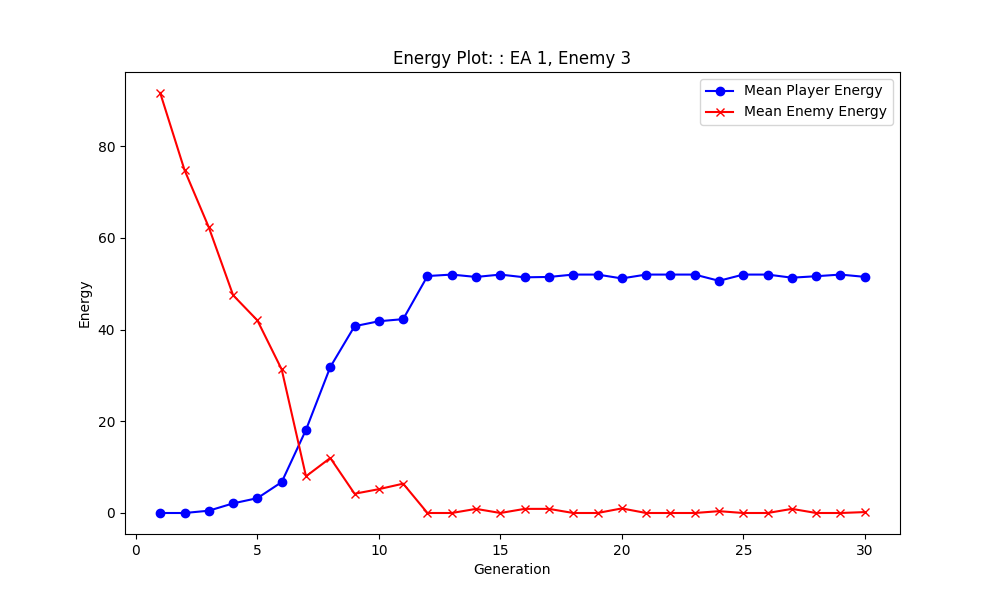 Energy Plot: : EA 1, Enemy 3
Mean Player Energy
Mean Enemy Energy
80
60
40
20
0
Energy
0 5 10 15 20 25 30
Generation